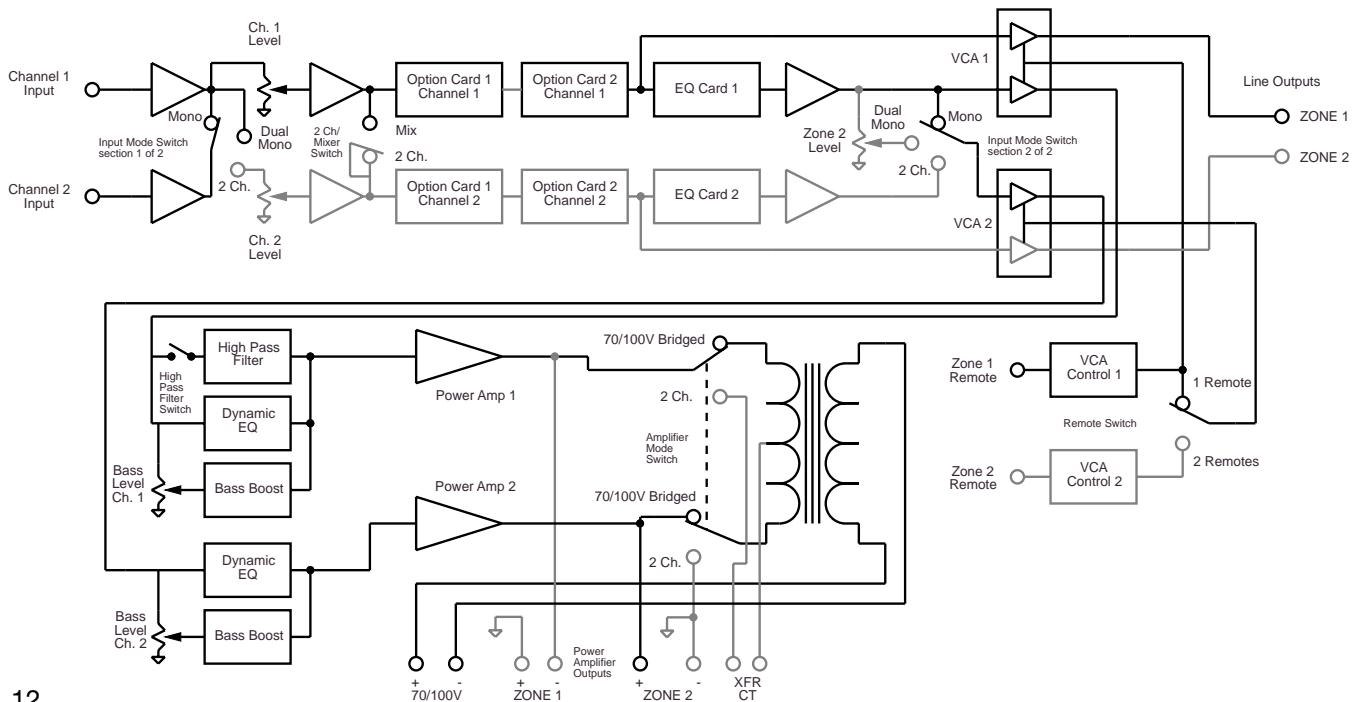 Ch. 1
Level
Channel 1
Input
Mono
Dual
Mono
Input Mode Switch
section 1 of 2
2 Ch/
Mixer
Switch
Mix
Option Card 1
Channel 1
Option Card 2
Channel 1
EQ Card 1
VCA 1
Line Outputs
ZONE 1
ZONE 2
Zone 2
Level
Dual
Mono
Mono
Input Mode Switch
section 2 of 2
2 Ch.
Channel 2
Input
2 Ch.
Ch. 2
Level
2 Ch.
Option Card 1
Channel 2
Option Card 2
Channel 2
EQ Card 2
VCA 2
High Pass
Filter
High
Pass
Filter
Switch
Dynamic
EQ
Bass
Level
Ch. 1
Bass Boost
Power Amp 1
70/100V Bridged
2 Ch.
Amplifier
Mode
Switch
Zone 1
Remote
VCA
Control 1
1 Remote
Remote Switch
2 Remotes
Zone 2
Remote
VCA
Control 2
Power Amp 2
70/100V Bridged
2 Ch.
Dynamic
EQ
Bass
Level
Ch. 2
Bass Boost
Power
Amplifier
Outputs
+ -
70/100V
+ -
ZONE 1
+ -
ZONE 2
XFR
CT
12